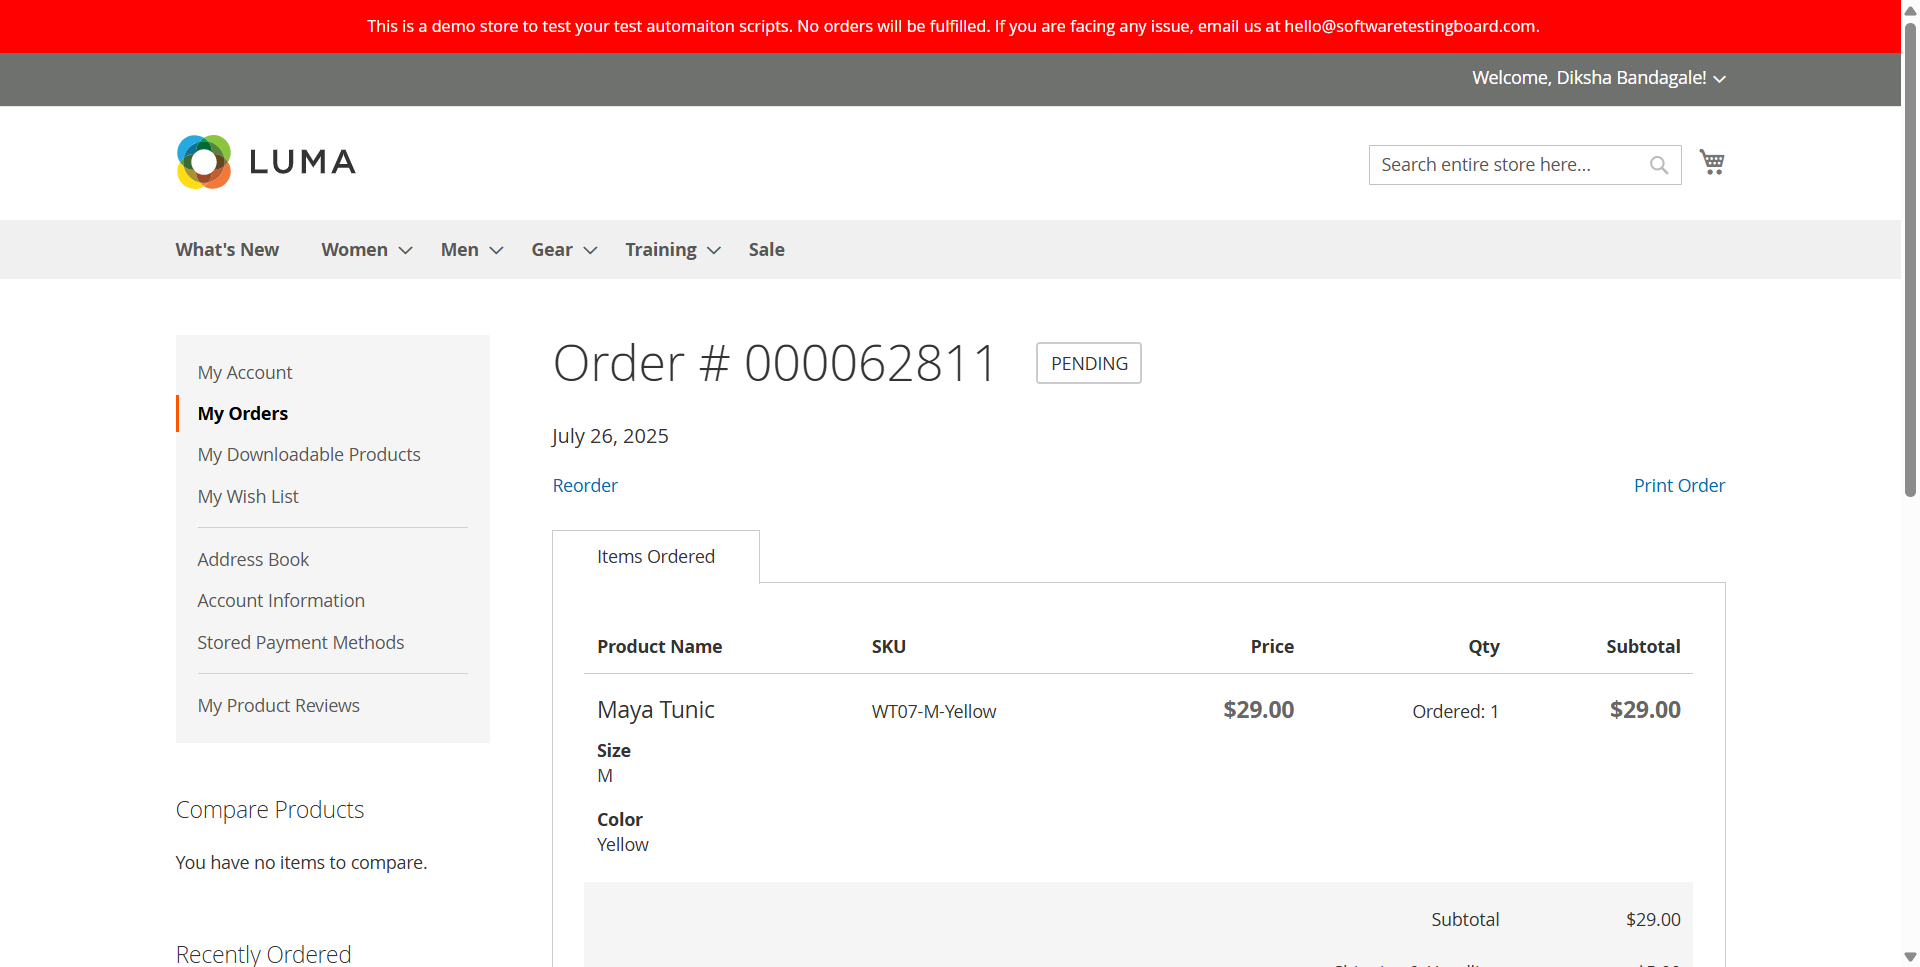 This is a demo store to test your test automaiton scripts. No orders will be fulfilled. If you are facing any issue, email us at hello@softwaretestingboard.com.
Welcome, Diksha Bandagale!
LUMA
Search entire store here...
What's New Women Men Gear Training Sale
My Account
My Orders
My Downloadable Products
My Wish List
Address Book
Account Information
Stored Payment Methods
My Product Reviews
Compare Products
You have no items to compare.
Recently Ordered
Order # 000062811 PENDING
July 26, 2025
Reorder Print Order
Items Ordered
Product Name SKU Price Qty Subtotal
Maya Tunic WT07-M-Yellow $29.00 Ordered: 1 $29.00
Size
M
Color
Yellow
Subtotal $29.00